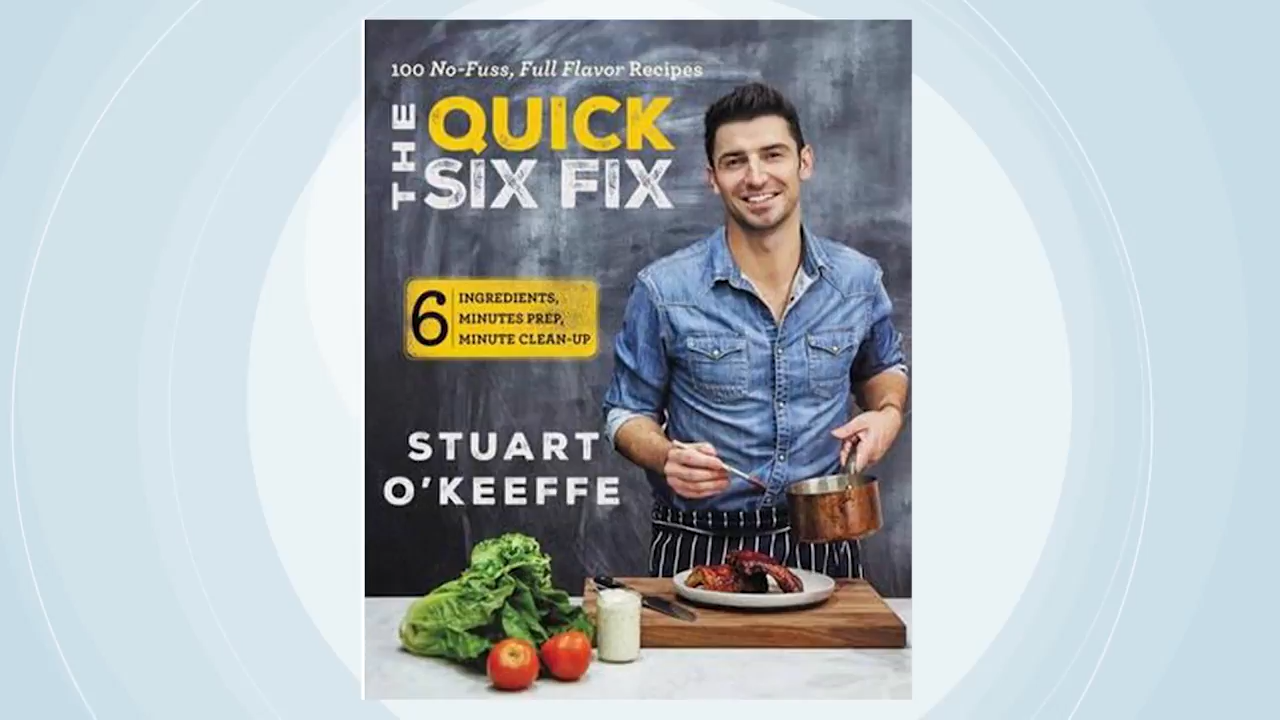 100 No-Fuss, Full Flavor Recipes
THE QUICK
SIX FIX
6 INGREDIENTS,
MINUTES PREP,
MINUTE CLEAN-UP
STUART
O'KEEFFE